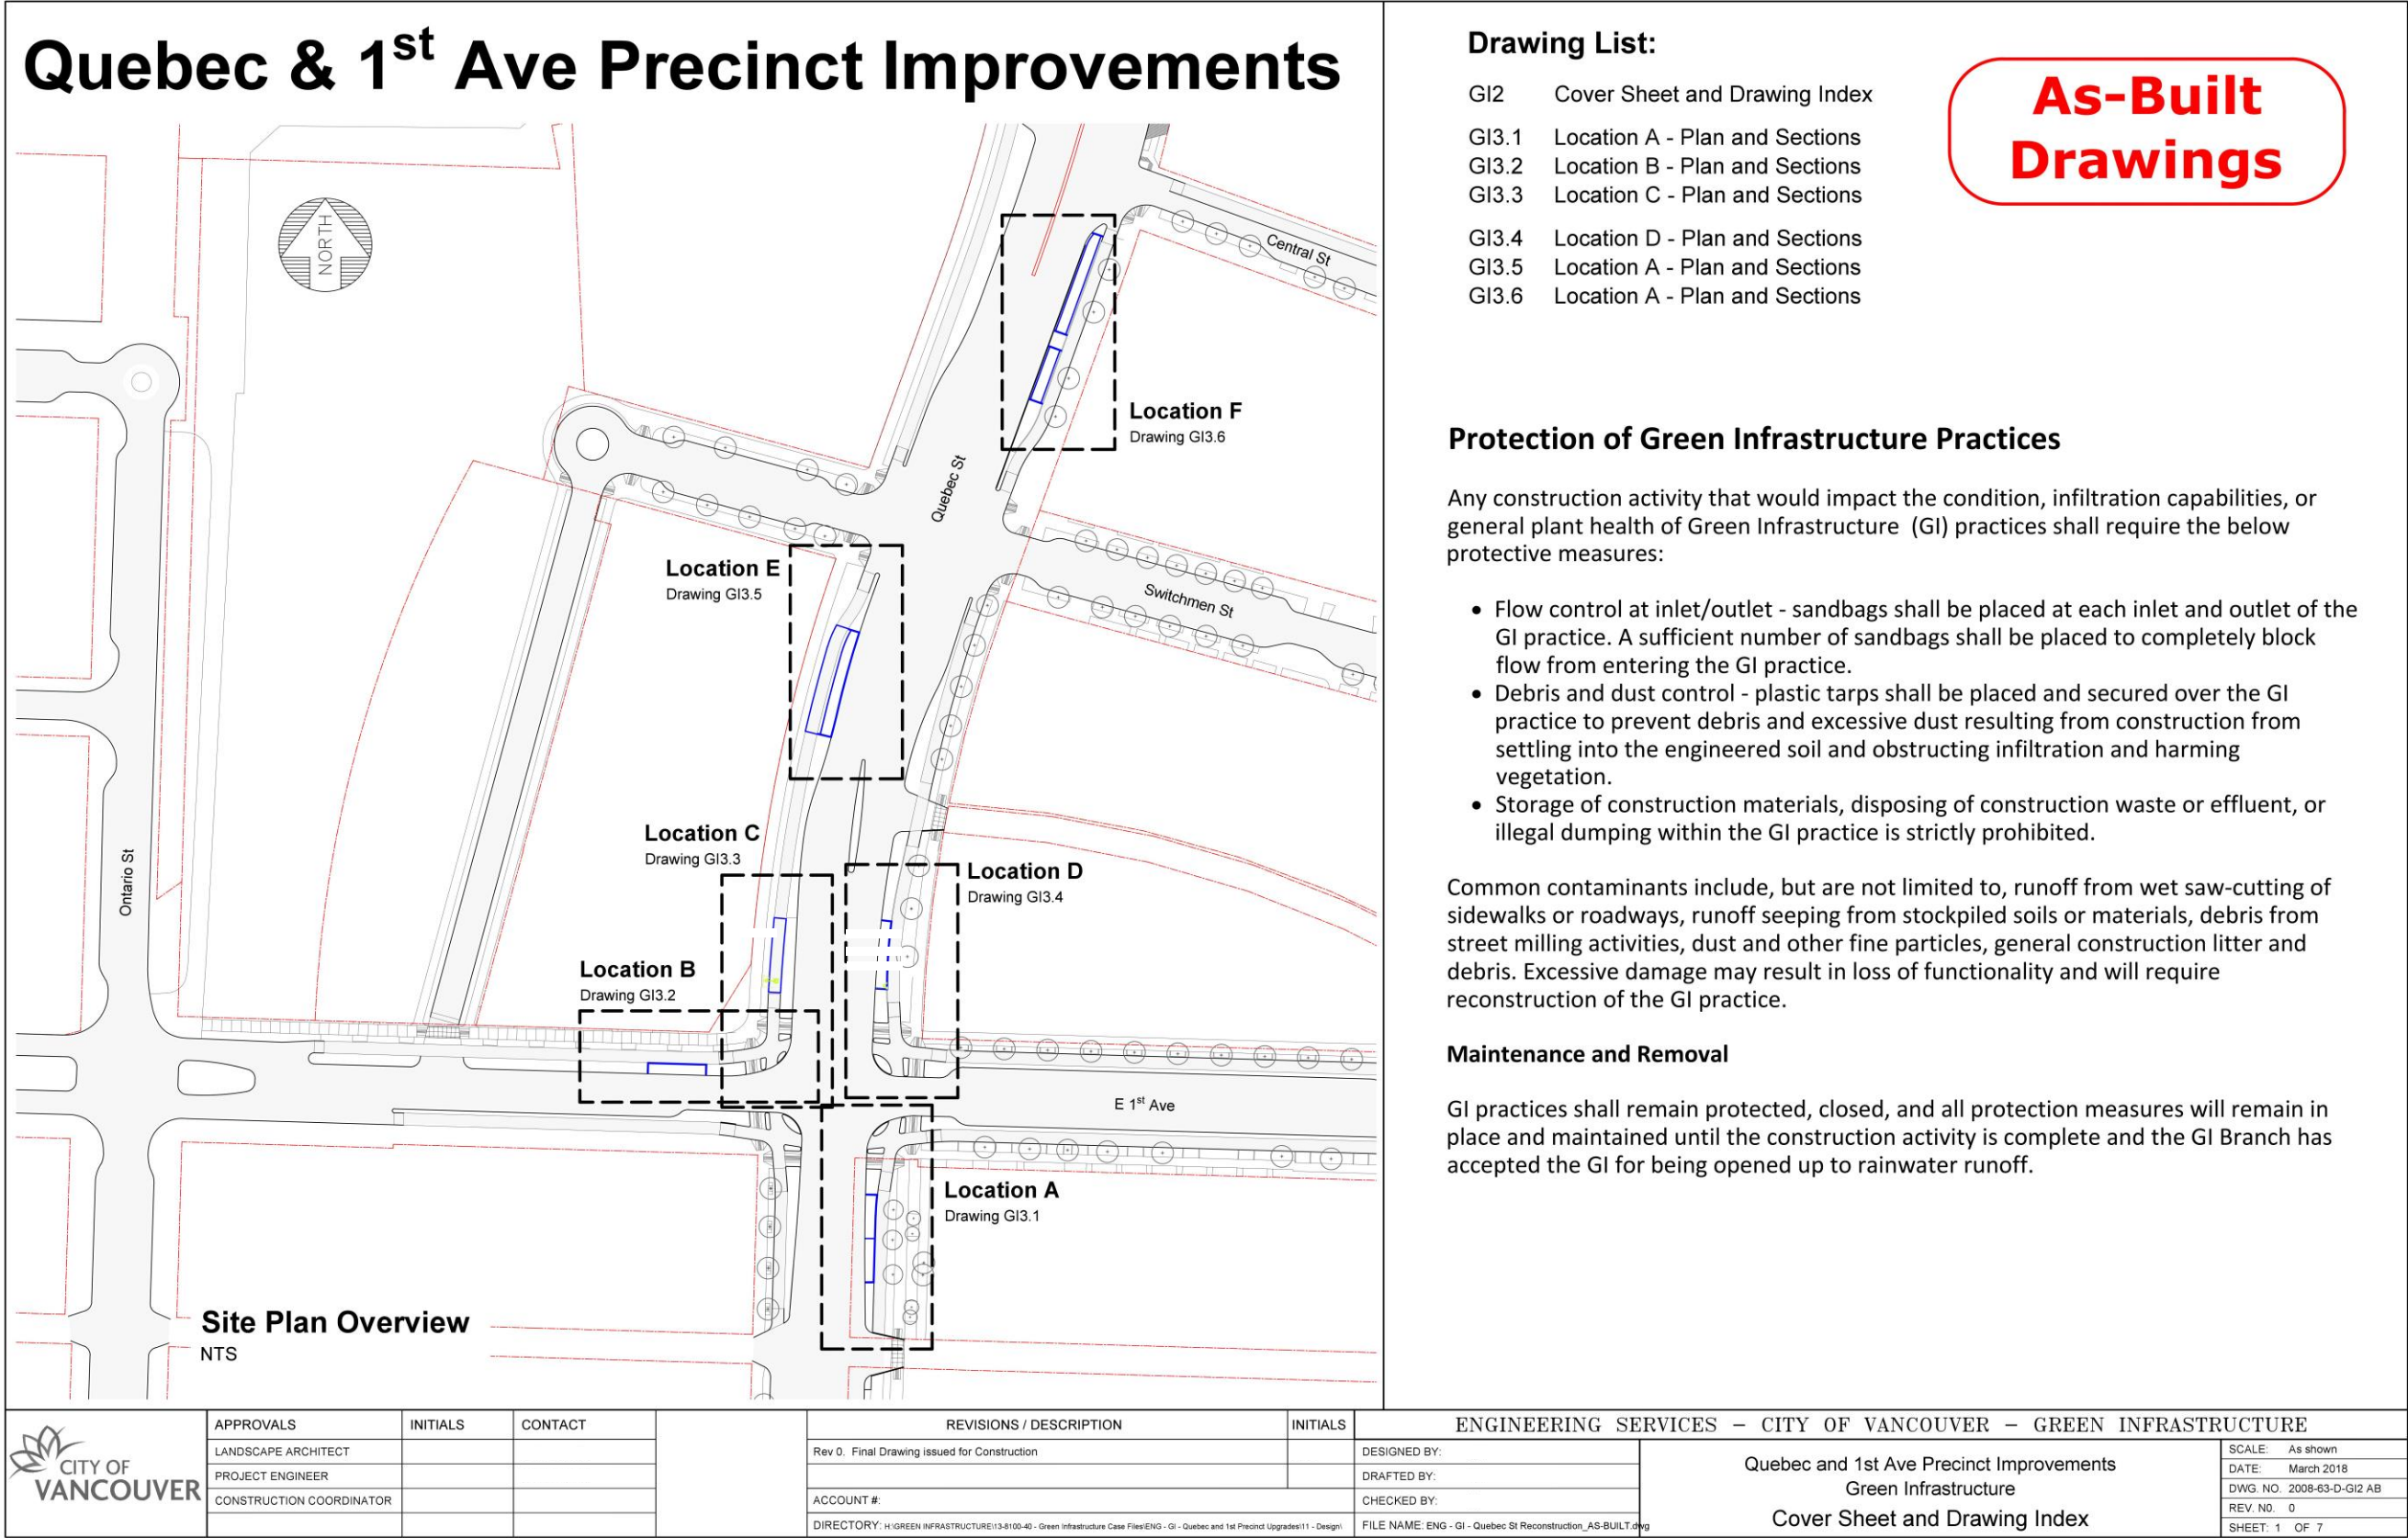 Quebec & 1st Ave Precinct Improvements
NORTH
Central St
Location F
Drawing GI3.6
Quebec St
Location E
Drawing GI3.5
Switchmen St
Location C
Drawing GI3.3
Ontario St
Location D
Drawing GI3.4
Location B
Drawing GI3.2
E 1st Ave
Location A
Drawing GI3.1
Site Plan Overview
NTS
Drawing List:
GI2 Cover Sheet and Drawing Index
GI3.1 Location A - Plan and Sections
GI3.2 Location B - Plan and Sections
GI3.3 Location C - Plan and Sections
GI3.4 Location D - Plan and Sections
GI3.5 Location A - Plan and Sections
GI3.6 Location A - Plan and Sections
As-Built
Drawings
Protection of Green Infrastructure Practices
Any construction activity that would impact the condition, infiltration capabilities, or
general plant health of Green Infrastructure (GI) practices shall require the below
protective measures:
• Flow control at inlet/outlet - sandbags shall be placed at each inlet and outlet of the
GI practice. A sufficient number of sandbags shall be placed to completely block
flow from entering the GI practice.
• Debris and dust control - plastic tarps shall be placed and secured over the GI
practice to prevent debris and excessive dust resulting from construction from
settling into the engineered soil and obstructing infiltration and harming
vegetation.
• Storage of construction materials, disposing of construction waste or effluent, or
illegal dumping within the GI practice is strictly prohibited.
Common contaminants include, but are not limited to, runoff from wet saw-cutting of
sidewalks or roadways, runoff seeping from stockpiled soils or materials, debris from
street milling activities, dust and other fine particles, general construction litter and
debris. Excessive damage may result in loss of functionality and will require
reconstruction of the GI practice.
Maintenance and Removal
GI practices shall remain protected, closed, and all protection measures will remain in
place and maintained until the construction activity is complete and the GI Branch has
accepted the GI for being opened up to rainwater runoff.
CITY OF
VANCOUVER
APPROVALS INITIALS CONTACT
LANDSCAPE ARCHITECT
PROJECT ENGINEER
CONSTRUCTION COORDINATOR
REVISIONS / DESCRIPTION INITIALS
Rev 0. Final Drawing issued for Construction
ACCOUNT #:
DIRECTORY: H:\GREEN INFRASTRUCTURE\13-8100-40 - Green Infrastructure Case Files\ENG - GI - Quebec and 1st Precinct Upgrades\11 - Design\
ENGINEERING SERVICES – CITY OF VANCOUVER – GREEN INFRASTRUCTURE
DESIGNED BY:
DRAFTED BY:
CHECKED BY:
FILE NAME: ENG - GI - Quebec St Reconstruction_AS-BUILT.dwg
Quebec and 1st Ave Precinct Improvements
Green Infrastructure
Cover Sheet and Drawing Index
SCALE: As shown
DATE: March 2018
DWG. NO. 2008-63-D-GI2 AB
REV. NO. 0
SHEET: 1 OF 7